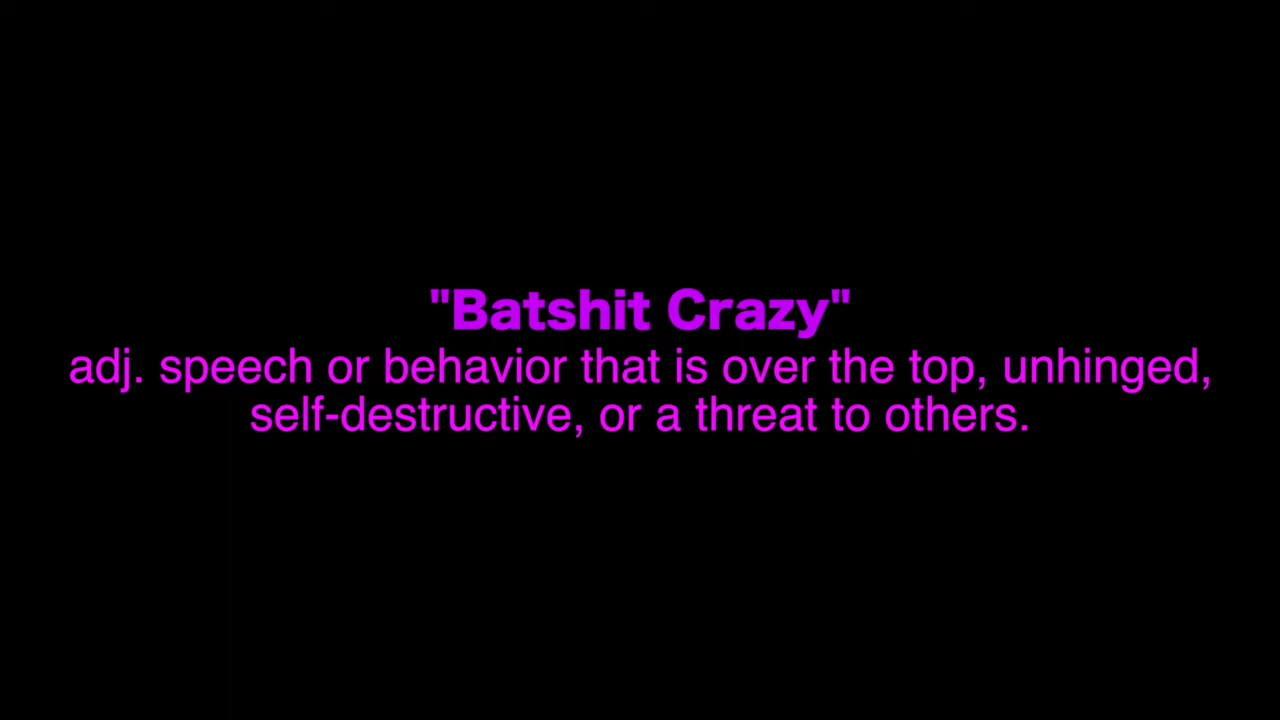 "Batshit Crazy"
adj. speech or behavior that is over the top, unhinged,
self-destructive, or a threat to others.